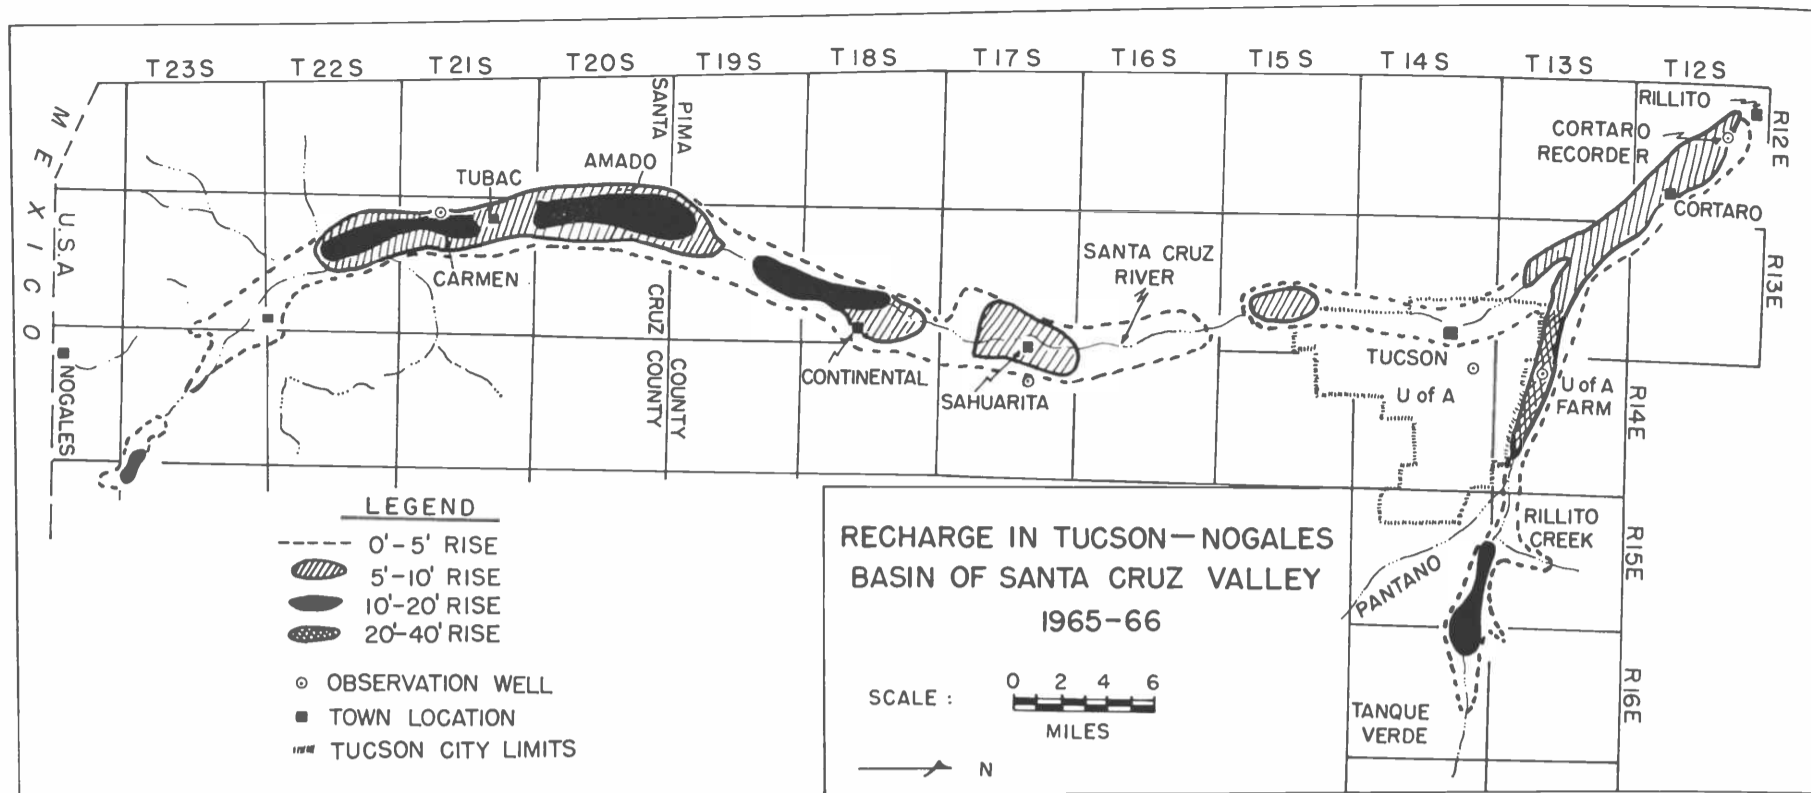 T23S
T22S
T21S
T20S
T19S
T18S
T17S
T16S
T15S
T14S
T13S
T12S
MEXICO
U.S.A
NOGALES
SANTA
CRUZ
COUNTY
PIMA
COUNTY
TUBAC
AMADO
CARMEN
CONTINENTAL
SAHUARITA
SANTA CRUZ
RIVER
TUCSON
U of A
U of A
FARM
RILLITO
CORTARO
RECORDER
CORTARO
R12E
R13E
R14E
R15E
R16E
RILLITO
CREEK
PANTANO
TANQUE
VERDE
LEGEND
0'-5' RISE
5'-10' RISE
10'-20' RISE
20'-40' RISE
OBSERVATION WELL
TOWN LOCATION
TUCSON CITY LIMITS
RECHARGE IN TUCSON—NOGALES
BASIN OF SANTA CRUZ VALLEY
1965-66
SCALE :
0 2 4 6
MILES
N